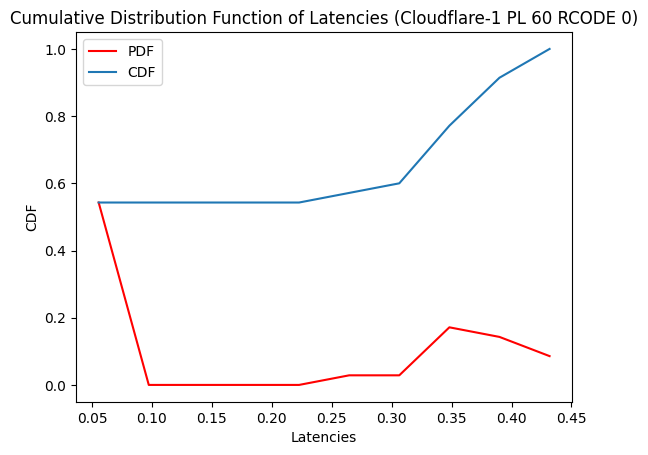 Cumulative Distribution Function of Latencies (Cloudflare-1 PL 60 RCODE 0)
PDF
CDF
1.0
0.8
0.6
0.4
0.2
0.0
CDF
0.05 0.10 0.15 0.20 0.25 0.30 0.35 0.40 0.45
Latencies